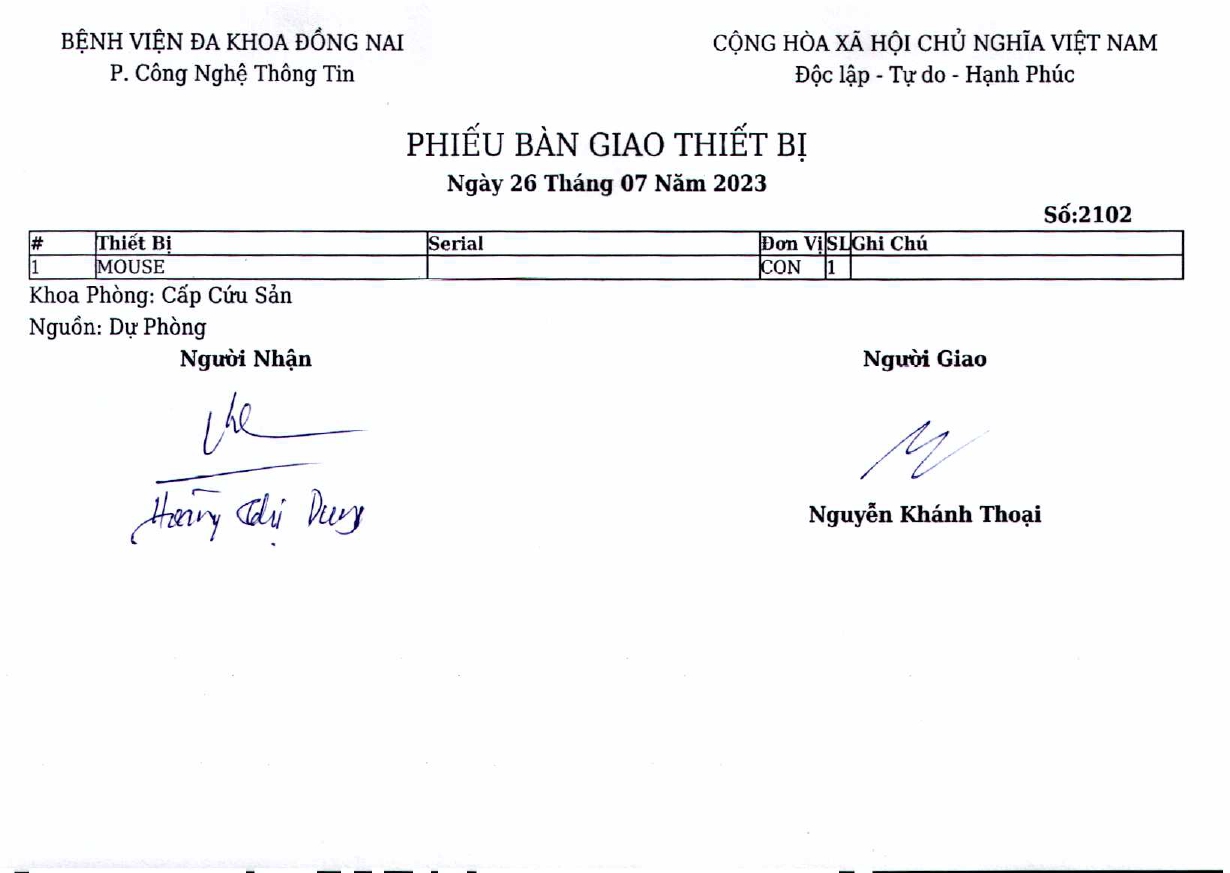 BỆNH VIỆN ĐA KHOA ĐỒNG NAI
P. Công Nghệ Thông Tin
CỘNG HÒA XÃ HỘI CHỦ NGHĨA VIỆT NAM
Độc lập - Tự do - Hạnh Phúc
PHIẾU BÀN GIAO THIẾT BỊ
Ngày 26 Tháng 07 Năm 2023
Số:2102
# Thiết Bị Serial Đơn Vị SL Ghi Chú
1 MOUSE CON 1
Khoa Phòng: Cấp Cứu Sản
Nguồn: Dự Phòng
Người Nhận Người Giao
Hoàng Thị Dung
Nguyễn Khánh Thoại